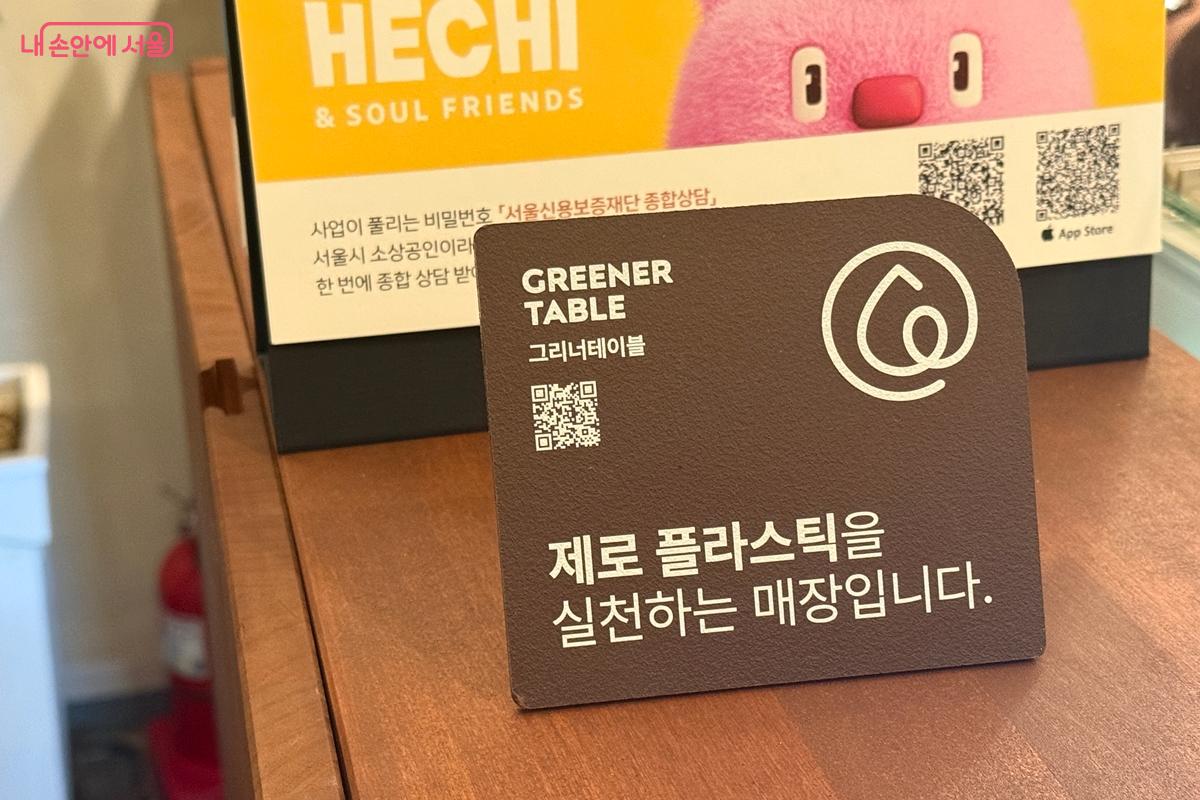 내 손안에 서울
HECHI
& SOUL FRIENDS
사업이 풀리는 비밀번호 「서울신용보증재단 종합상담」
서울시 소상공인이라
한 번에 종합 상담 받
App Store
GREENER
TABLE
그리너테이블
제로 플라스틱을
실천하는 매장입니다.